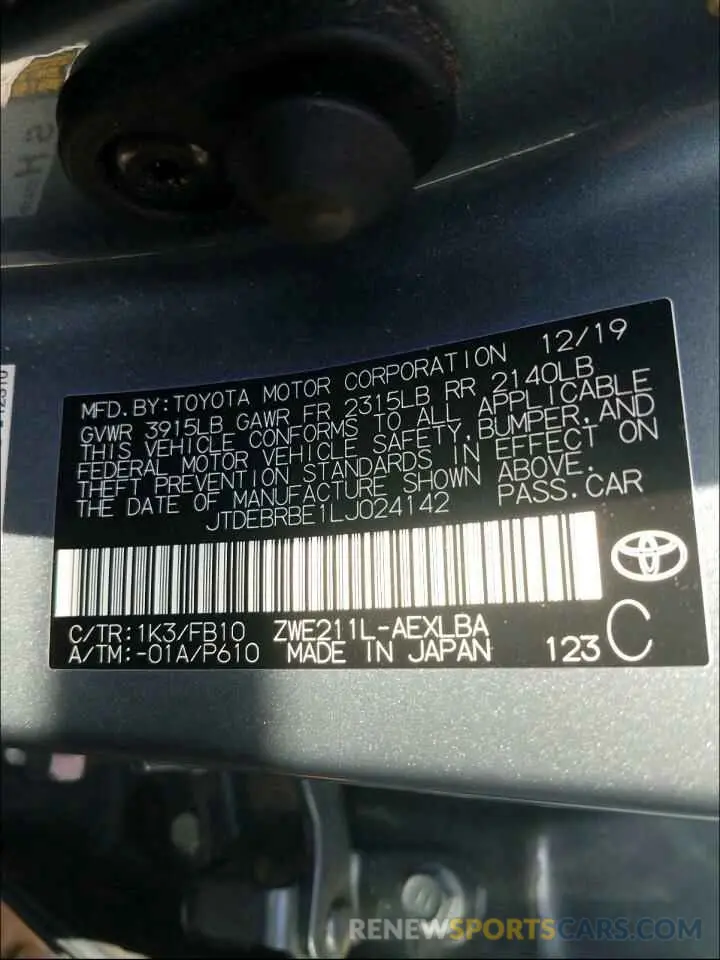 MFD. BY: TOYOTA MOTOR CORPORATION 12/19
GVWR 3915LB GAWR FR 2315LB RR 2140LB
THIS VEHICLE CONFORMS TO ALL APPLICABLE
FEDERAL MOTOR VEHICLE SAFETY, BUMPER, AND
THEFT PREVENTION STANDARDS IN EFFECT ON
THE DATE OF MANUFACTURE SHOWN ABOVE.
JTDEBRBE1LJ024142 PASS. CAR
C/TR: 1K3/FB10 ZWE211L-AEXLBA
A/TM: -01A/P610 MADE IN JAPAN 123 C
RENEWSPORTSCARS.COM